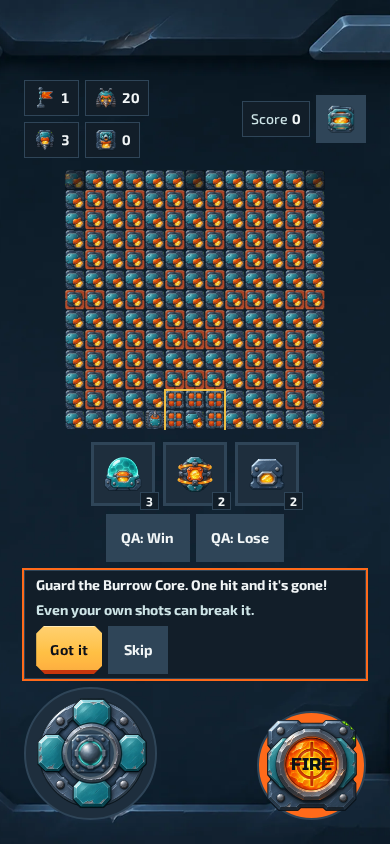 1
20
3
0
Score 0
3
2
2
QA: Win
QA: Lose
Guard the Burrow Core. One hit and it's gone!
Even your own shots can break it.
Got it
Skip
FIRE